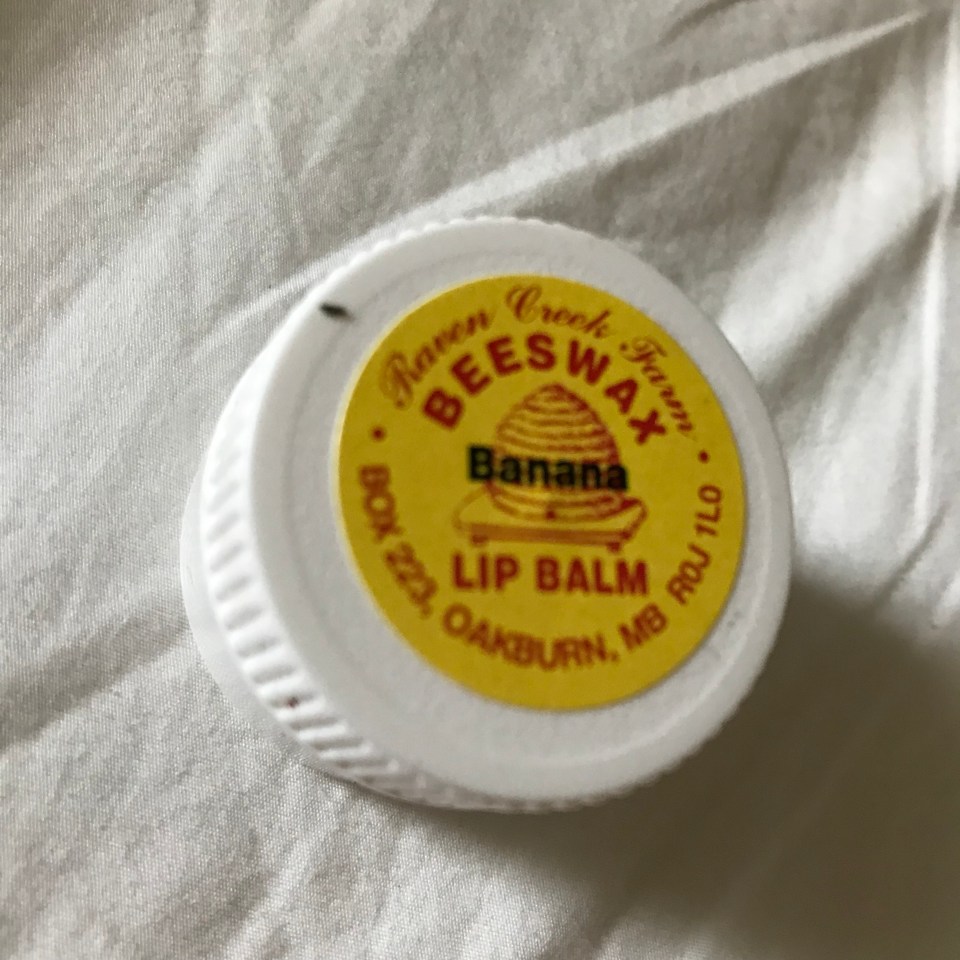 Raven Creek Farm
BEESWAX
Banana
LIP BALM
BOX 223, OAKBURN, MB R0J 1L0